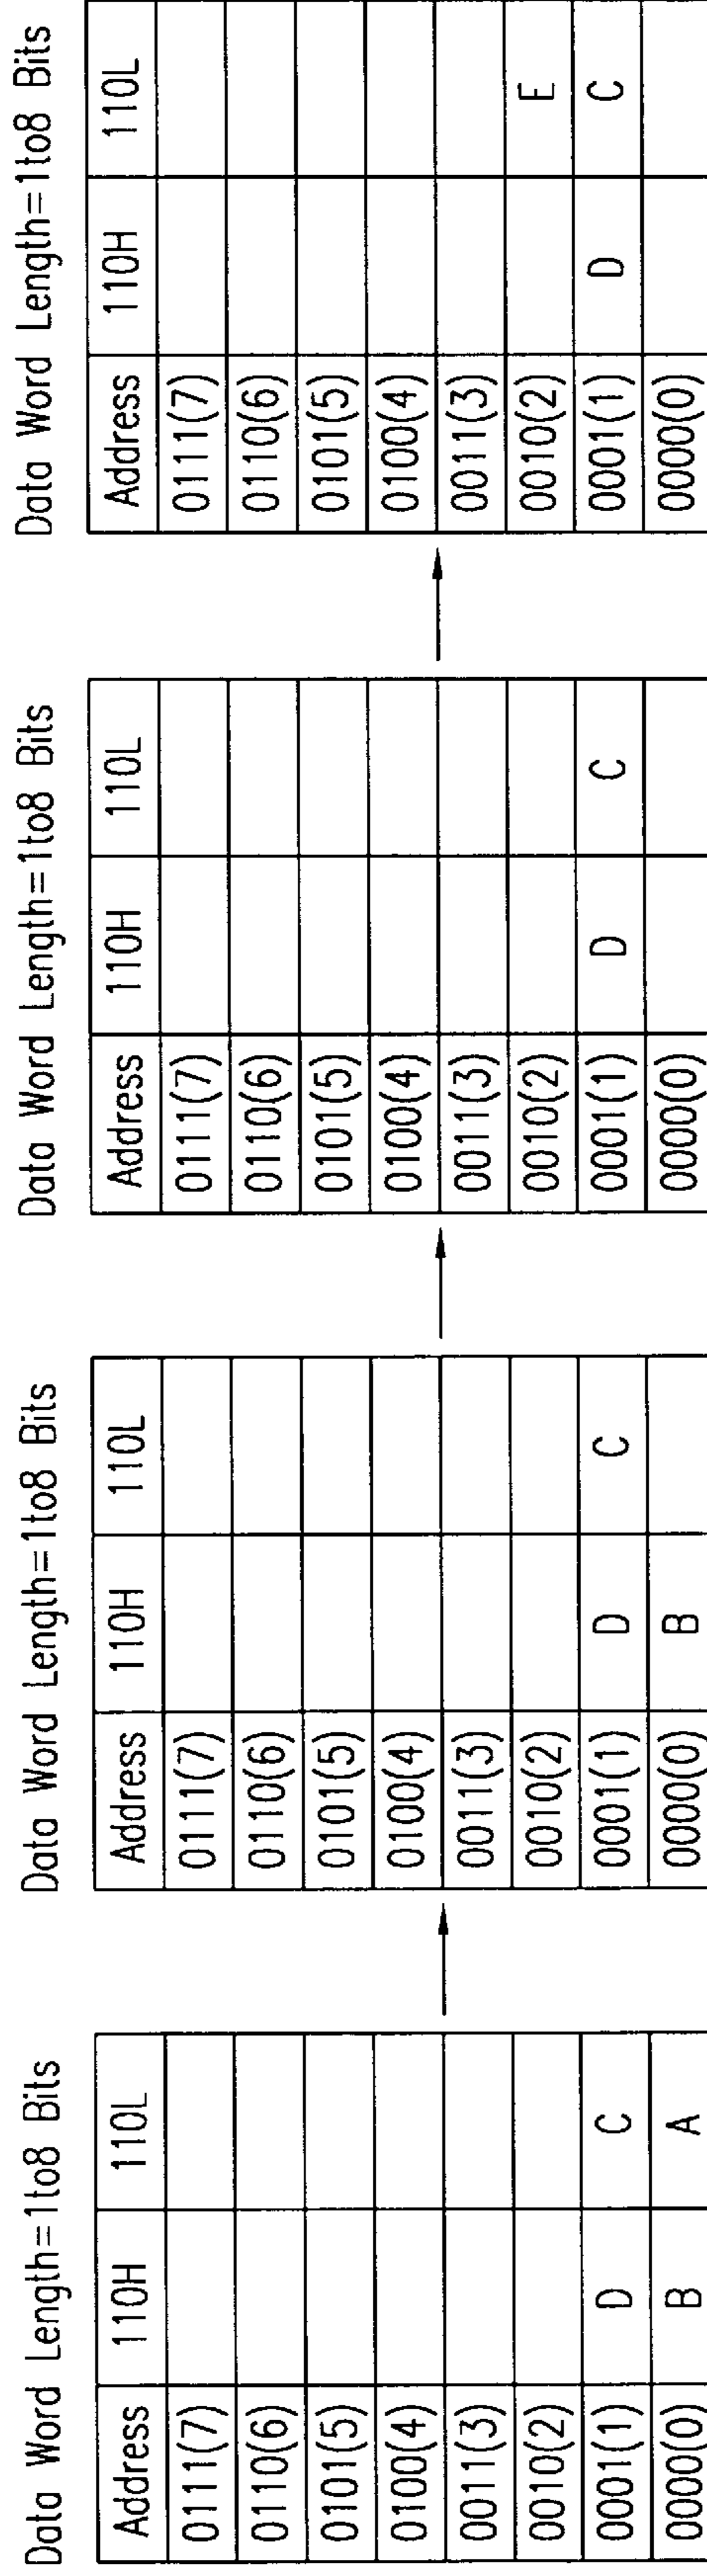 Data Word Length=1to8 Bits
Address 110H 110L
0111(7)
0110(6)
0101(5)
0100(4)
0011(3)
0010(2)
0001(1) D C
0000(0) B A
Data Word Length=1to8 Bits
Address 110H 110L
0111(7)
0110(6)
0101(5)
0100(4)
0011(3)
0010(2)
0001(1) D C
0000(0) B
Data Word Length=1to8 Bits
Address 110H 110L
0111(7)
0110(6)
0101(5)
0100(4)
0011(3)
0010(2)
0001(1) D C
0000(0)
Data Word Length=1to8 Bits
Address 110H 110L
0111(7)
0110(6)
0101(5)
0100(4)
0011(3)
0010(2) E
0001(1) D C
0000(0)